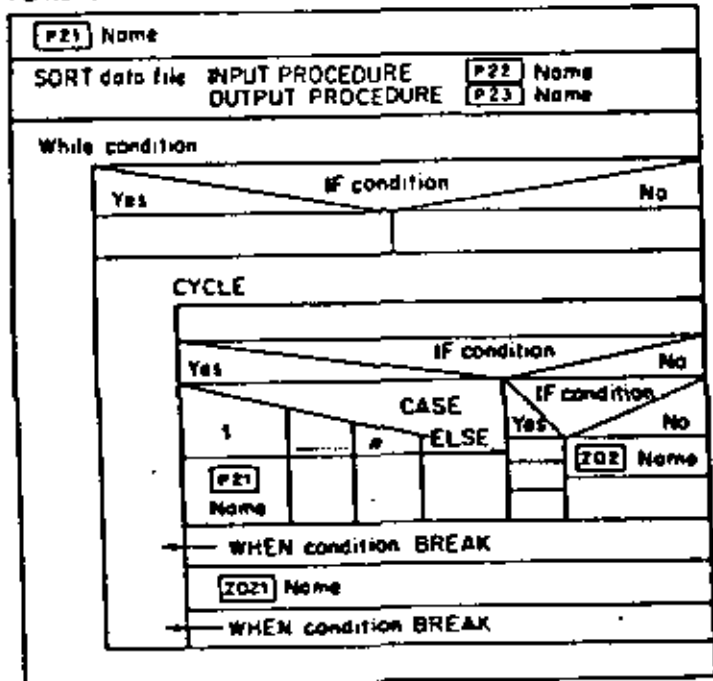 P21 Name
SORT data file INPUT PROCEDURE P22 Name
OUTPUT PROCEDURE P23 Name
While condition
IF condition
Yes No
CYCLE
IF condition
Yes No
IF condition
CASE
Yes No
1 # ELSE
Z02 Name
P21
Name
WHEN condition BREAK
Z021 Name
WHEN condition BREAK